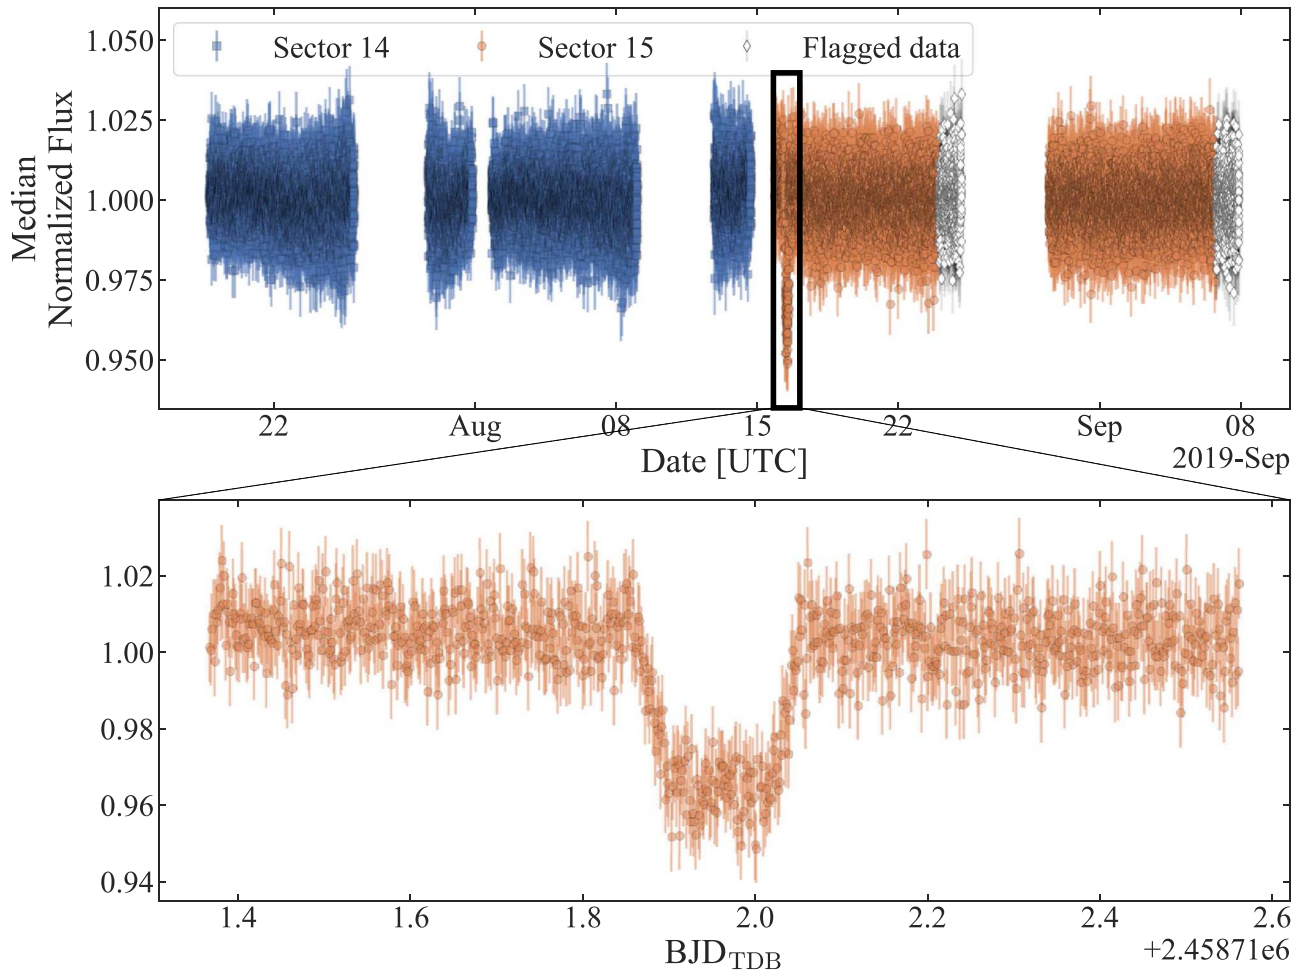 Sector 14 Sector 15 Flagged data
Median
Normalized Flux
1.050
1.025
1.000
0.975
0.950
22 Aug 08 15 22 Sep 08
Date [UTC]
2019-Sep
1.02
1.00
0.98
0.96
0.94
1.4 1.6 1.8 2.0 2.2 2.4 2.6
BJD_TDB
+2.45871e6